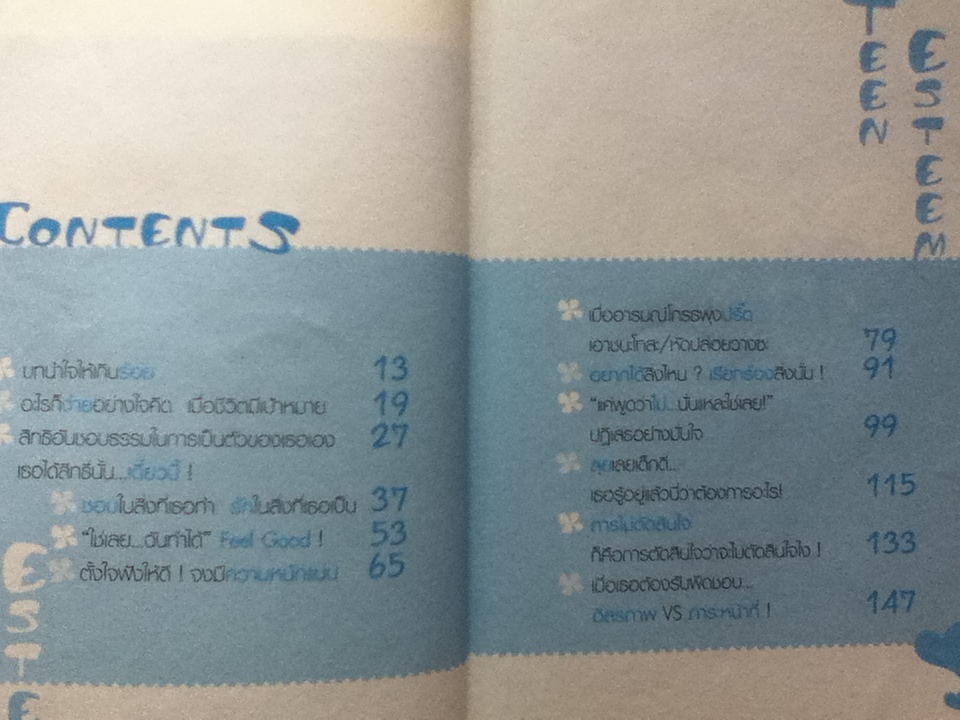 CONTENTS
บทนำใจให้เกินร้อย 13
อะไรก็ง่ายอย่างใจคิด เมื่อชีวิตมีเป้าหมาย 19
สิทธิอันชอบธรรมในการเป็นตัวของเธอเอง 27
เธอได้สิทธิ์นั้น...เดี๋ยวนี้ !
ชอบในสิ่งที่เธอทำ รักในสิ่งที่เธอเป็น 37
"ใช่เลย...ฉันทำได้" Feel Good ! 53
ตั้งใจฟังให้ดี ! จงมีความหนักแน่น 65
ESTE
TEEN
ESTEEM
เมื่ออารมณ์โกรธพุ่งปรี๊ด
เอาชนะโทสะ/หัดปล่อยวางซะ 79
อยากได้สิ่งไหน ? เรียกร้องสิ่งนั้น ! 91
"แค่พูดว่าไม่...นั่นแหละใช่เลย!"
ปฏิเสธอย่างมั่นใจ 99
ลุยเลยเด็กดี...
เธอรู้อยู่แล้วนี่ว่าต้องการอะไร! 115
การไม่ตัดสินใจ
ก็คือการตัดสินใจว่าจะไม่ตัดสินใจไง ! 133
เมื่อเธอต้องรับผิดชอบ...
อิสรภาพ VS ภาระหน้าที่ ! 147